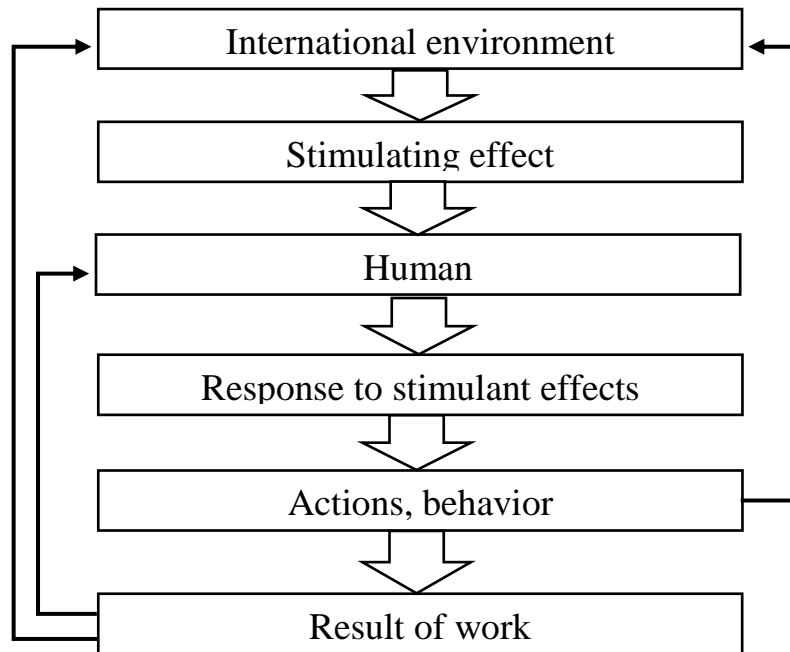 International environment
Stimulating effect
Human
Response to stimulant effects
Actions, behavior
Result of work